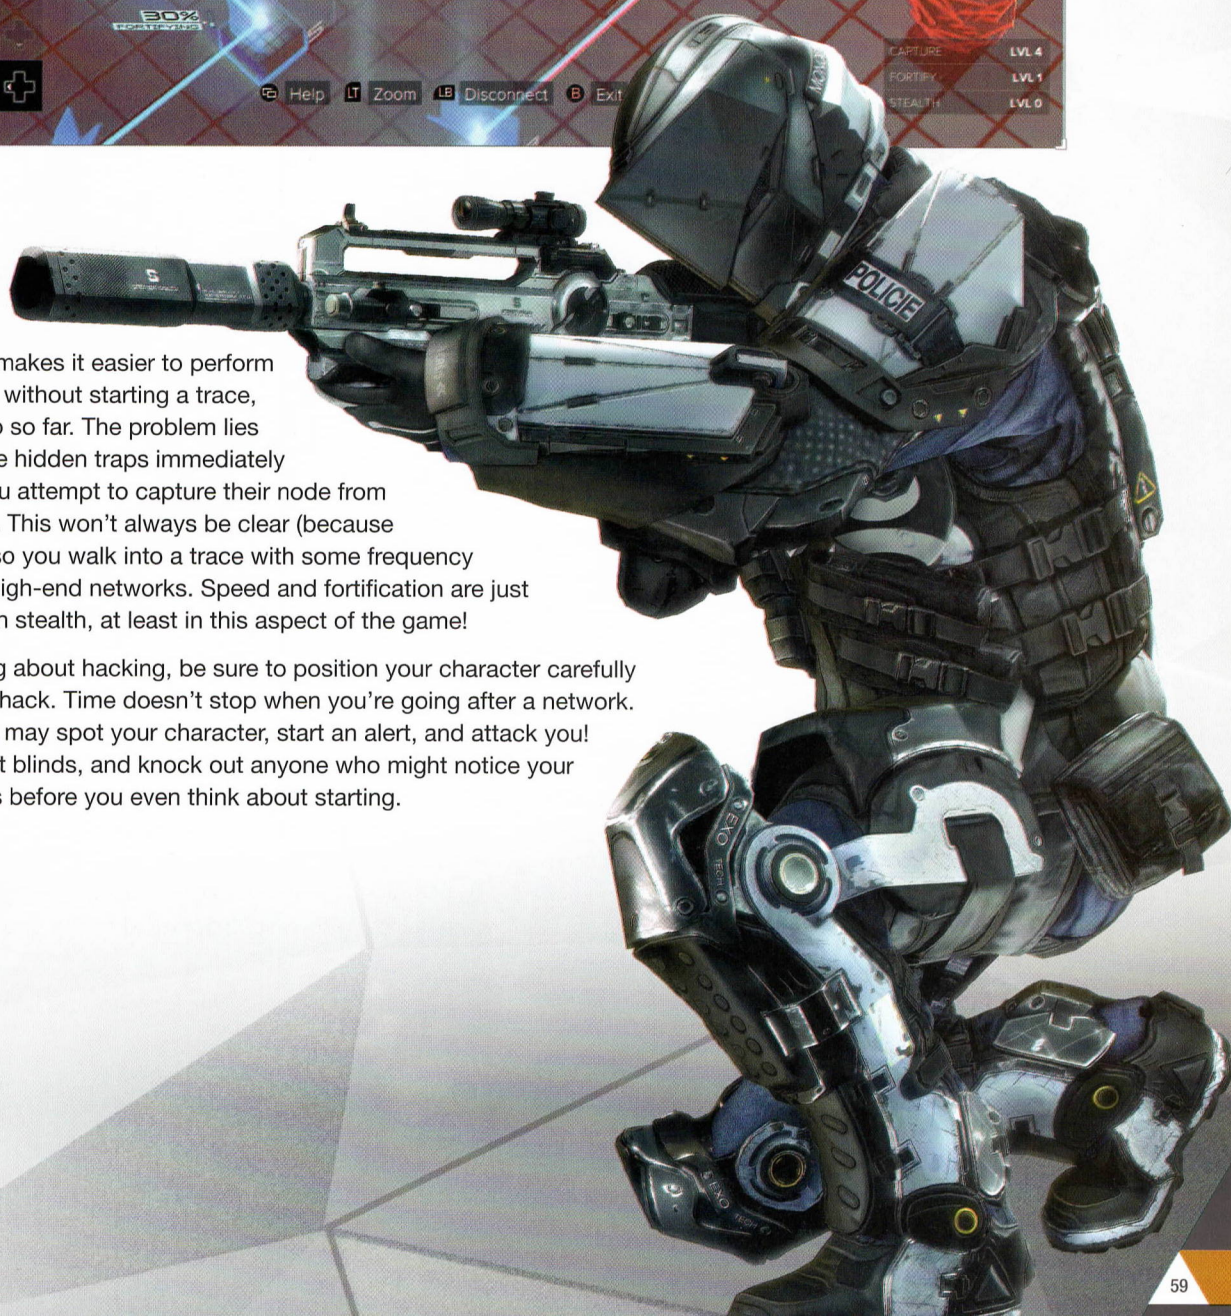 30%
FORTIFYING
CAPTURE LVL 4
FORTIFY LVL 1
STEALTH LVL 0
Help LT Zoom LB Disconnect B Exit
POLICIE
S
makes it easier to perform
without starting a trace,
so far. The problem lies
hidden traps immediately
attempt to capture their node from
This won't always be clear (because
so you walk into a trace with some frequency
igh-end networks. Speed and fortification are just
stealth, at least in this aspect of the game!
about hacking, be sure to position your character carefully
hack. Time doesn't stop when you're going after a network.
may spot your character, start an alert, and attack you!
blinds, and knock out anyone who might notice your
before you even think about starting.
EXO
TECH
EXO
TECH
59